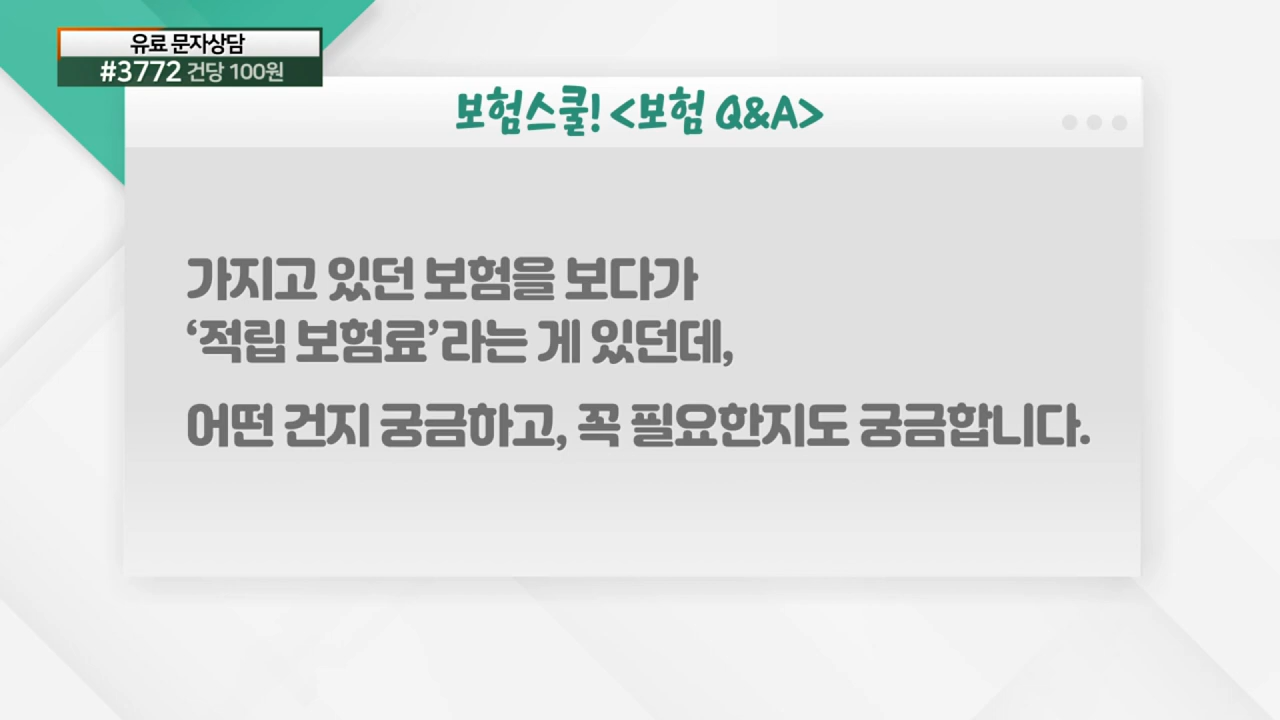 유료 문자상담
#3772 건당 100원
보험스쿨! <보험 Q&A>
가지고 있던 보험을 보다가
‘적립 보험료’라는 게 있던데,
어떤 건지 궁금하고, 꼭 필요한지도 궁금합니다.